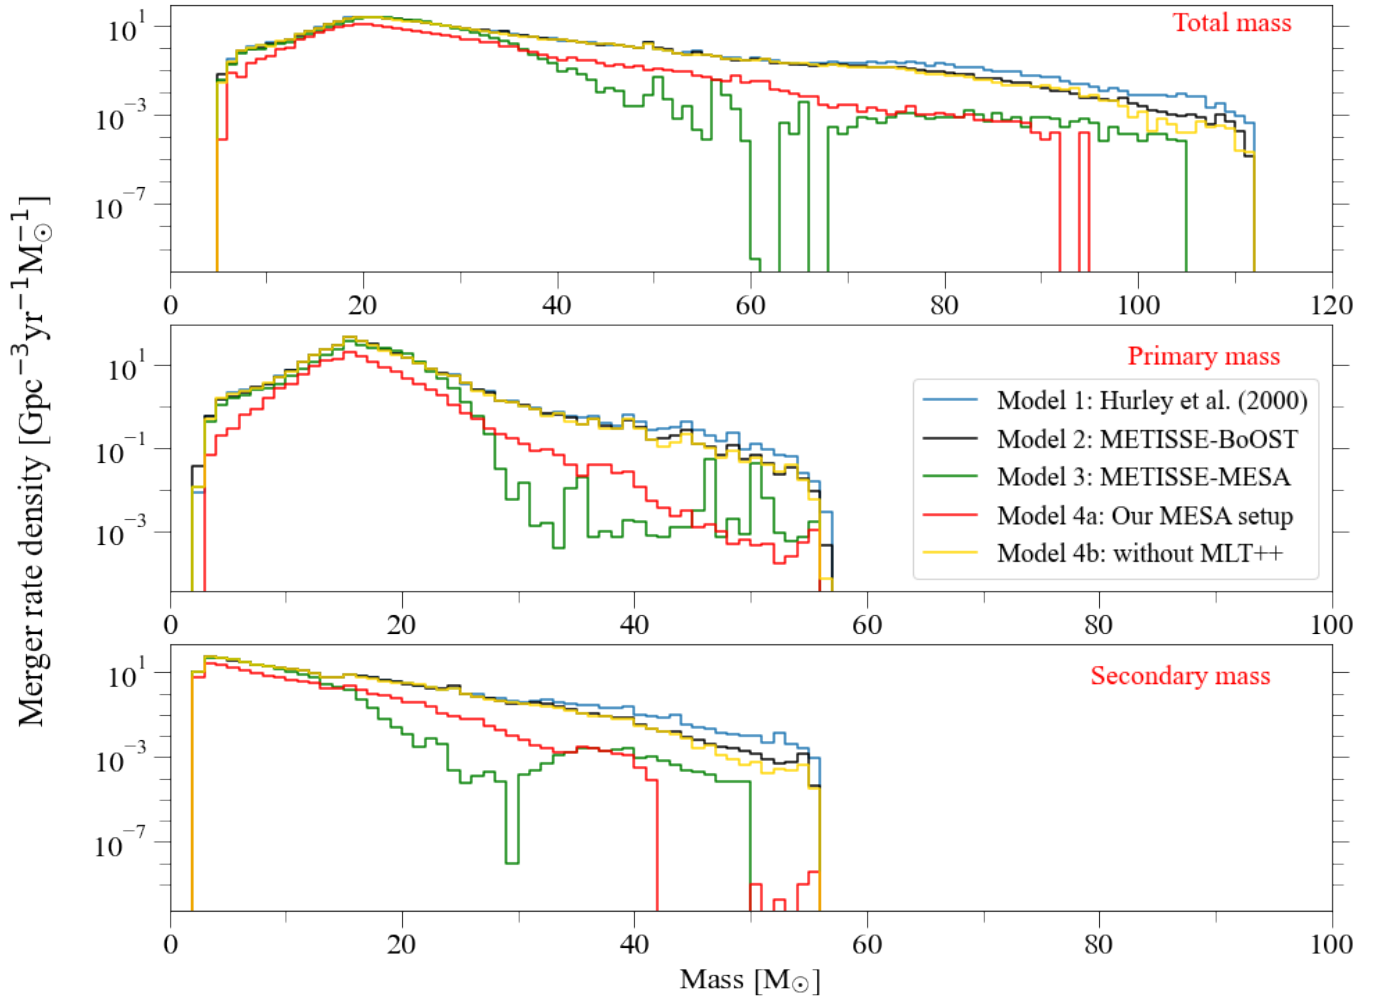 Total mass
10^1
10^−3
10^−7
0 20 40 60 80 100 120
Primary mass
10^1
10^−1
10^−3
Model 1: Hurley et al. (2000)
Model 2: METISSE-BoOST
Model 3: METISSE-MESA
Model 4a: Our MESA setup
Model 4b: without MLT++
0 20 40 60 80 100
Secondary mass
10^1
10^−3
10^−7
0 20 40 60 80 100
Mass [M⊙]
Merger rate density [Gpc^−3yr^−1M⊙^−1]